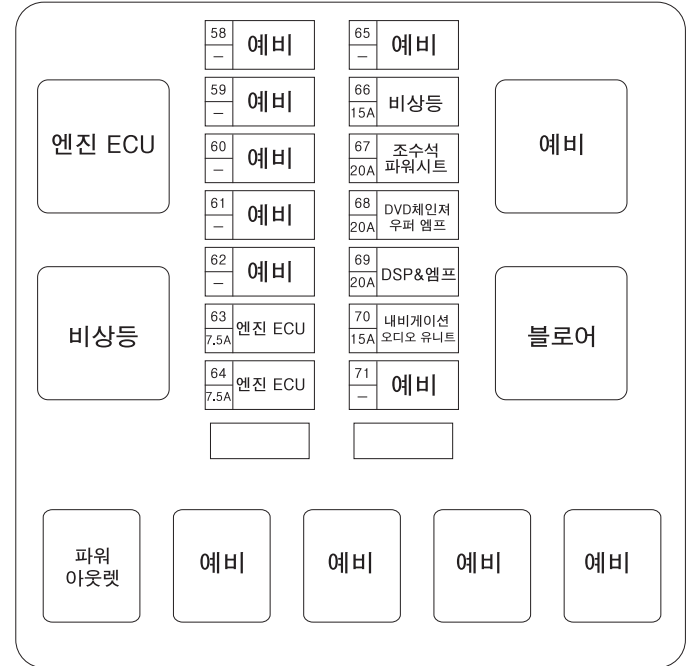 58
–
예비
65
–
예비
59
–
예비
66
15A
비상등
60
–
예비
67
20A
조수석
파워시트
61
–
예비
68
20A
DVD체인져
우퍼 엠프
62
–
예비
69
20A
DSP&엠프
63
7.5A
엔진 ECU
70
15A
내비게이션
오디오 유니트
64
7.5A
엔진 ECU
71
–
예비
엔진 ECU
예비
비상등
블로어
파워
아웃렛
예비
예비
예비
예비